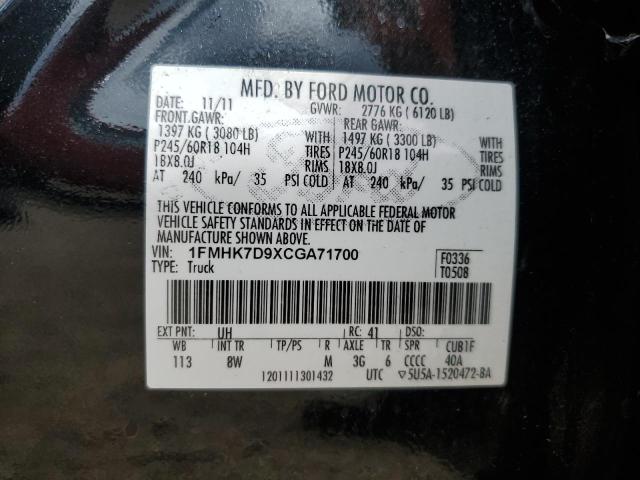 MFD. BY FORD MOTOR CO.
DATE: 11/11 GVWR: 2776 KG ( 6120 LB)
FRONT GAWR: REAR GAWR:
1397 KG ( 3080 LB) WITH 1497 KG ( 3300 LB) WITH
P245/60R18 104H TIRES P245/60R18 104H TIRES
18X8.0J RIMS 18X8.0J RIMS
AT 240 kPa/ 35 PSI COLD AT 240 kPa/ 35 PSI COLD
THIS VEHICLE CONFORMS TO ALL APPLICABLE FEDERAL MOTOR
VEHICLE SAFETY STANDARDS IN EFFECT ON THE DATE OF
MANUFACTURE SHOWN ABOVE.
VIN: 1FMHK7D9XCGA71700 F0336
TYPE: Truck T0508
EXT PNT: UH RC: 41 DSO:
WB INT TR TP/PS R AXLE TR SPR CUB1F
113 8W M 3G 6 CCCC 40A
1201111301432 UTC ▽5U5A-1520472-BA